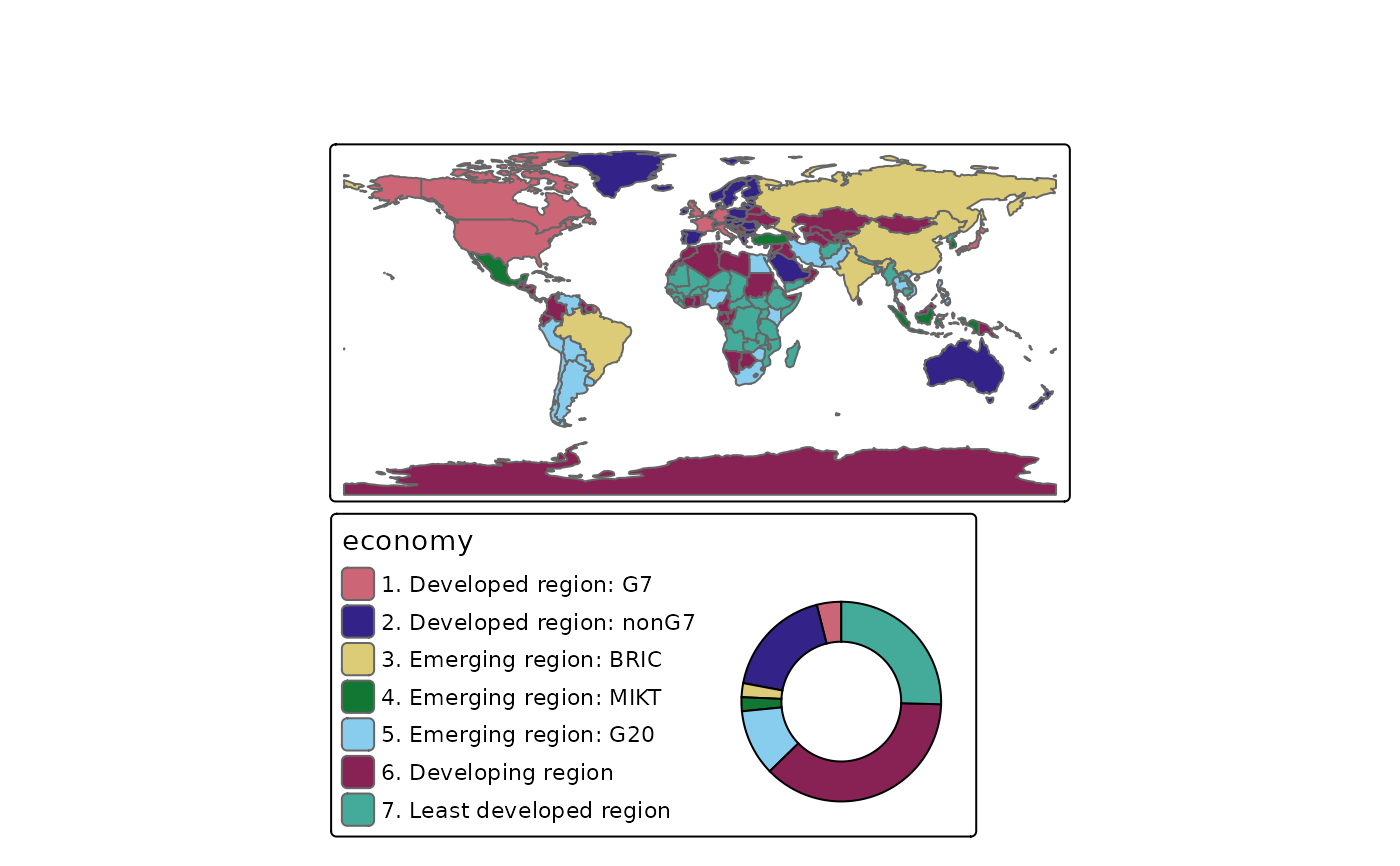 economy
1. Developed region: G7
2. Developed region: nonG7
3. Emerging region: BRIC
4. Emerging region: MIKT
5. Emerging region: G20
6. Developing region
7. Least developed region